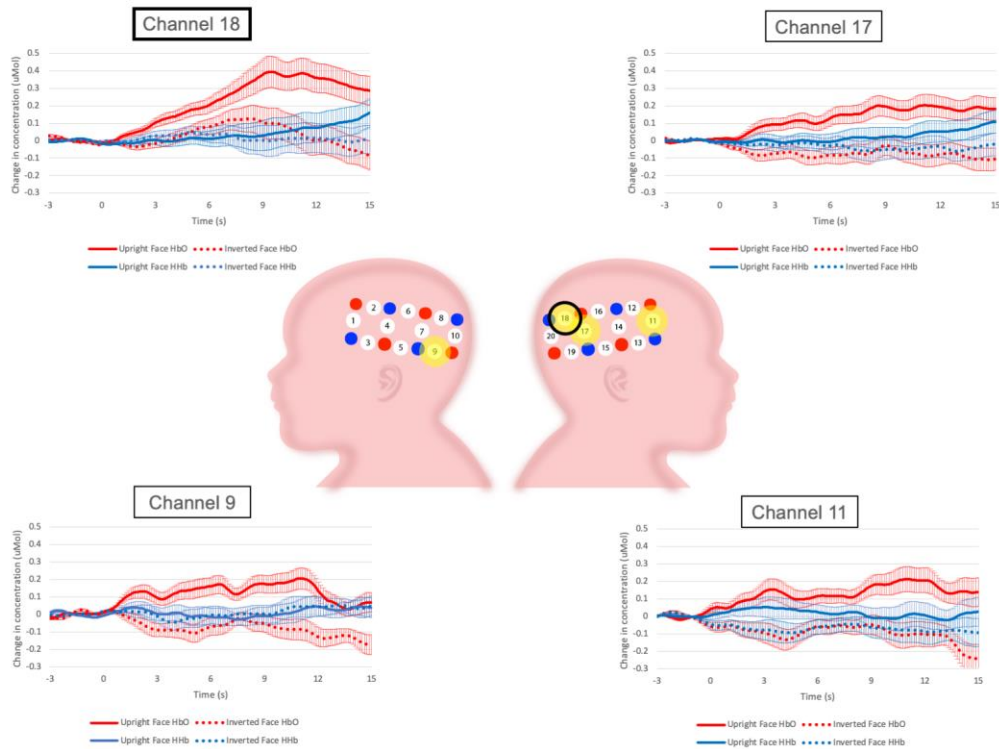 Channel 18
Channel 17
Change in concentration (uMol)
0.5
0.4
0.3
0.2
0.1
0
-0.1
-0.2
-0.3
-3 0 3 6 9 12 15
Time (s)
Upright Face HbO Inverted Face HbO
Upright Face HHb Inverted Face HHb
Change in concentration (uMol)
0.5
0.4
0.3
0.2
0.1
0
-0.1
-0.2
-0.3
-3 0 3 6 9 12 15
Time (s)
Upright Face HbO Inverted Face HbO
Upright Face HHb Inverted Face HHb
2 6 8
1 4 7 10
3 5 9
18 16 12
20 17 14 11
19 15 13
Channel 9
Channel 11
Change in concentration (uMol)
0.5
0.4
0.3
0.2
0.1
0
-0.1
-0.2
-0.3
-3 0 3 6 9 12 15
Time (s)
Upright Face HbO Inverted Face HbO
Upright Face HHb Inverted Face HHb
Change in concentration (uMol)
0.5
0.4
0.3
0.2
0.1
0
-0.1
-0.2
-0.3
-3 0 3 6 9 12 15
Time (s)
Upright Face HbO Inverted Face HbO
Upright Face HHb Inverted Face HHb